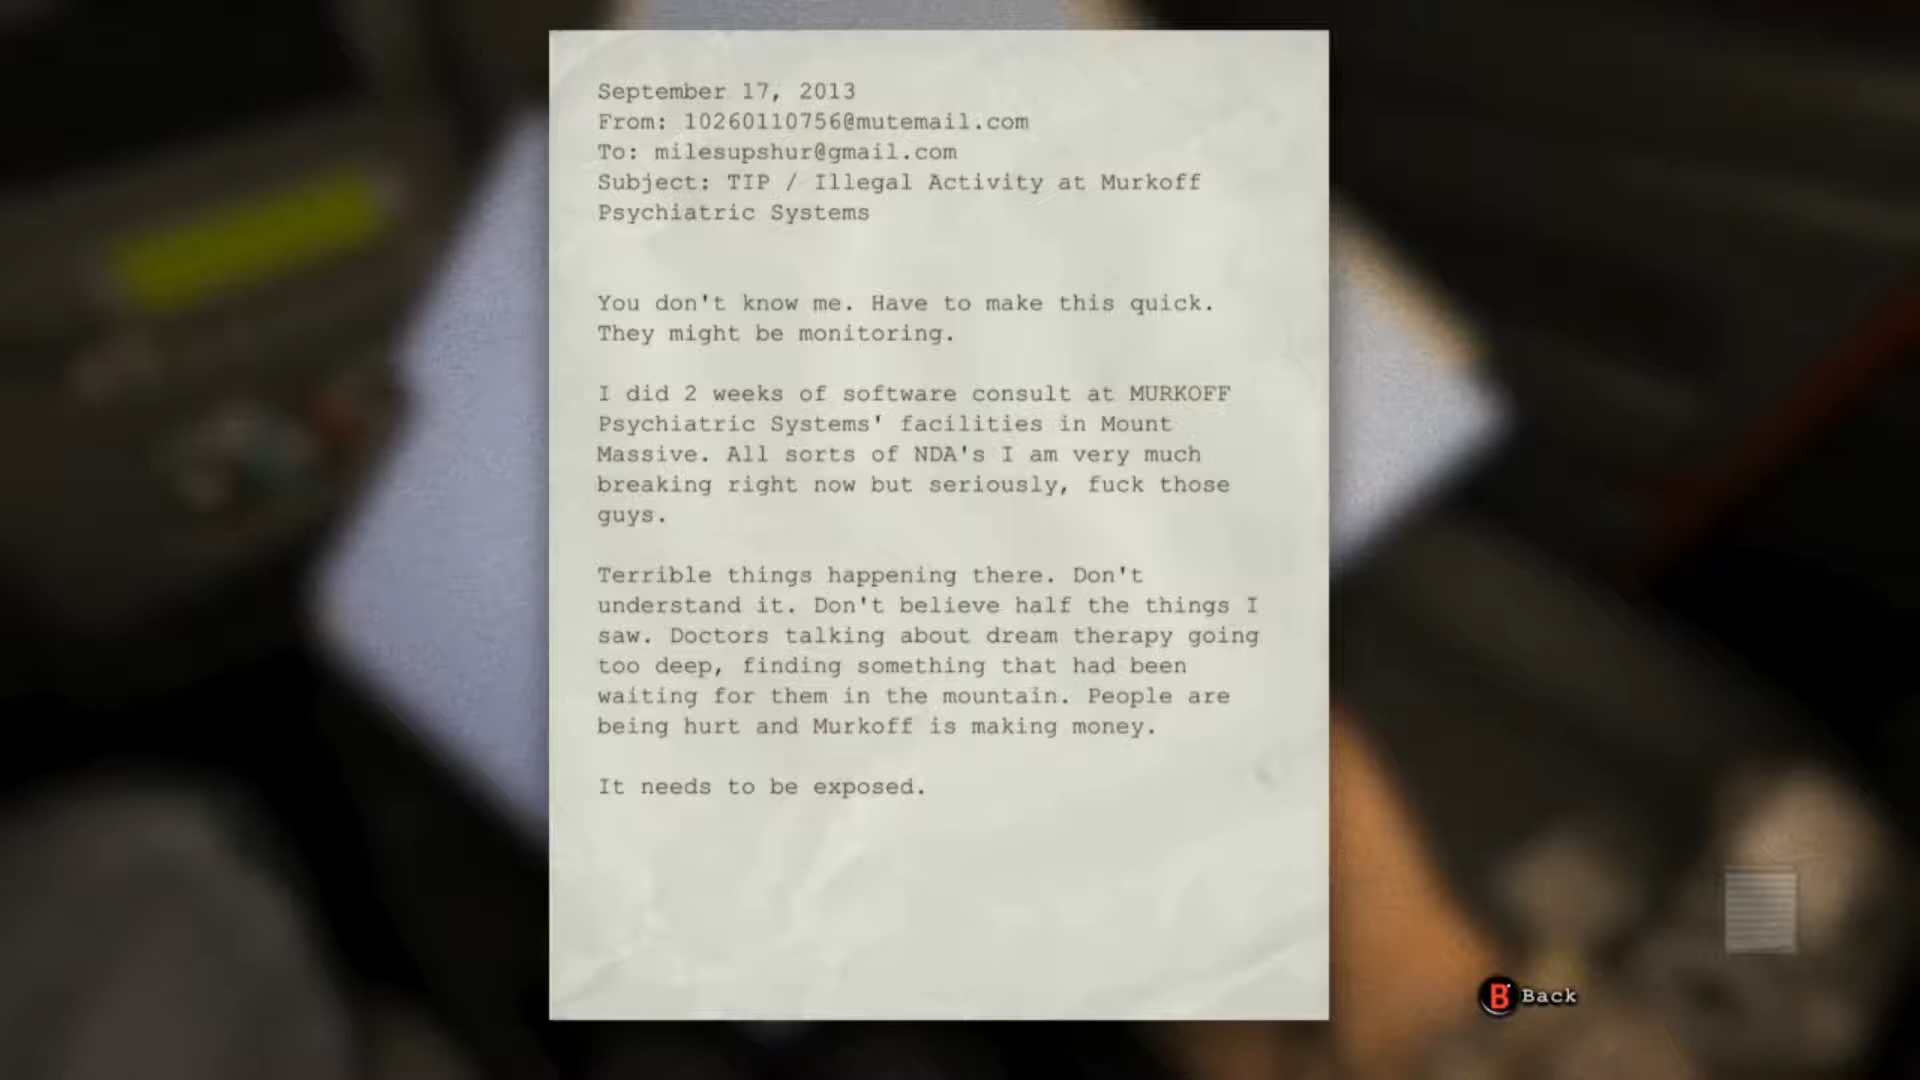 September 17, 2013
From: 10260110756@mutemail.com
To: milesupshur@gmail.com
Subject: TIP / Illegal Activity at Murkoff
Psychiatric Systems
You don't know me. Have to make this quick.
They might be monitoring.
I did 2 weeks of software consult at MURKOFF
Psychiatric Systems' facilities in Mount
Massive. All sorts of NDA's I am very much
breaking right now but seriously, fuck those
guys.
Terrible things happening there. Don't
understand it. Don't believe half the things I
saw. Doctors talking about dream therapy going
too deep, finding something that had been
waiting for them in the mountain. People are
being hurt and Murkoff is making money.
It needs to be exposed.
B Back